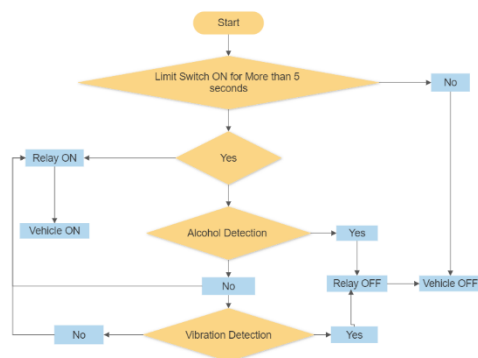 Start
Limit Switch ON for More than 5
seconds
No
Relay ON
Yes
Vehicle ON
Alcohol Detection
Yes
No
Relay OFF
Vehicle OFF
No
Vibration Detection
Yes